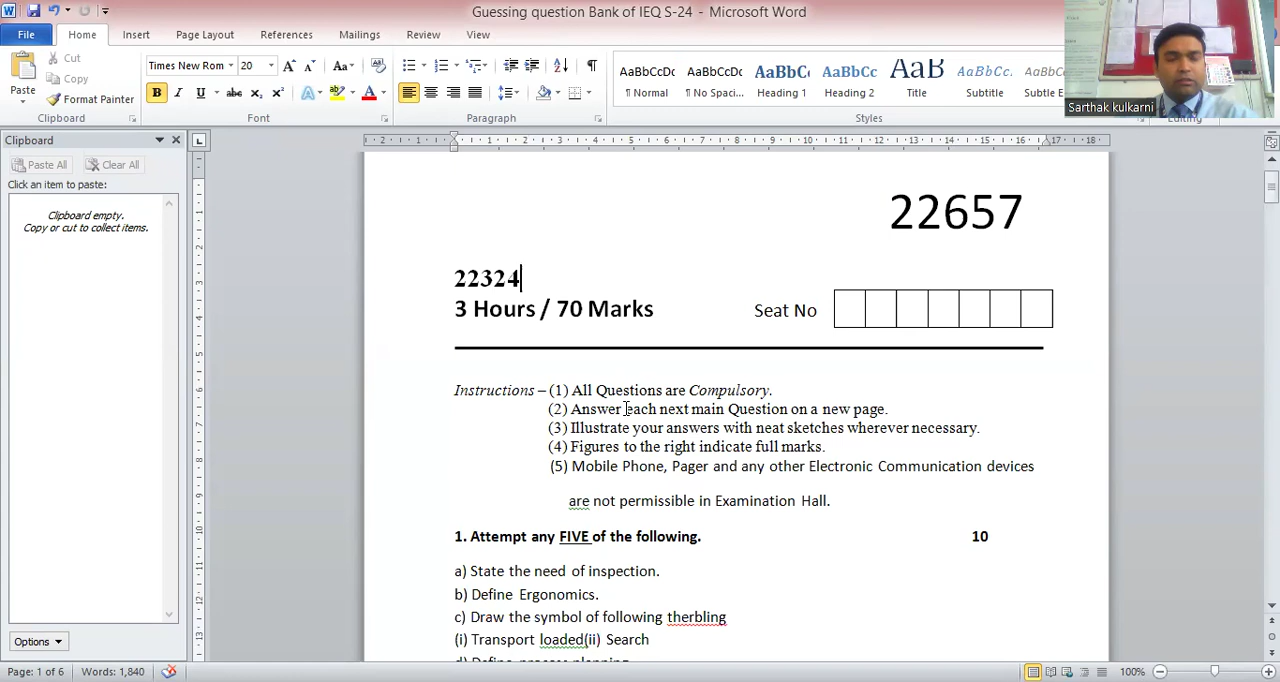 Guessing question Bank of IEQ S-24 - Microsoft Word
File Home Insert Page Layout References Mailings Review View
Cut
Copy
Format Painter
Paste
Clipboard
Times New Rom 20
Font
Paragraph
AaBbCcDc AaBbCcDc AaBbC AaBbCc AaB AaBbCc. AaBbCc
¶ Normal ¶ No Spaci... Heading 1 Heading 2 Title Subtitle Subtle E
Styles
Editing
Sarthak kulkarni
Clipboard
Paste All Clear All
Click an item to paste:
Clipboard empty.
Copy or cut to collect items.
Options
22657
22324
3 Hours / 70 Marks Seat No
Instructions – (1) All Questions are Compulsory.
(2) Answer each next main Question on a new page.
(3) Illustrate your answers with neat sketches wherever necessary.
(4) Figures to the right indicate full marks.
(5) Mobile Phone, Pager and any other Electronic Communication devices
are not permissible in Examination Hall.
1. Attempt any FIVE of the following. 10
a) State the need of inspection.
b) Define Ergonomics.
c) Draw the symbol of following therbling
(i) Transport loaded(ii) Search
d) Define process planning
Page: 1 of 6 Words: 1,840 100%